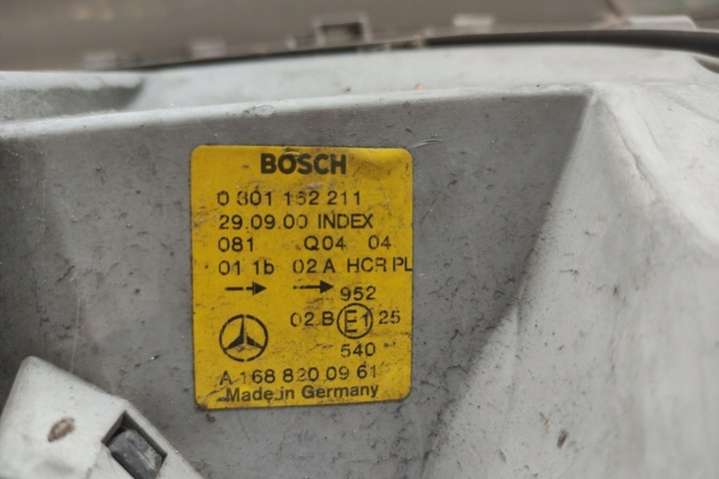 BOSCH
0 301 162 211
29.09.00 INDEX
081 Q04 04
01 1b 02 A HCR PL
952
02 B E1 25
540
A 168 820 09 61
Made in Germany